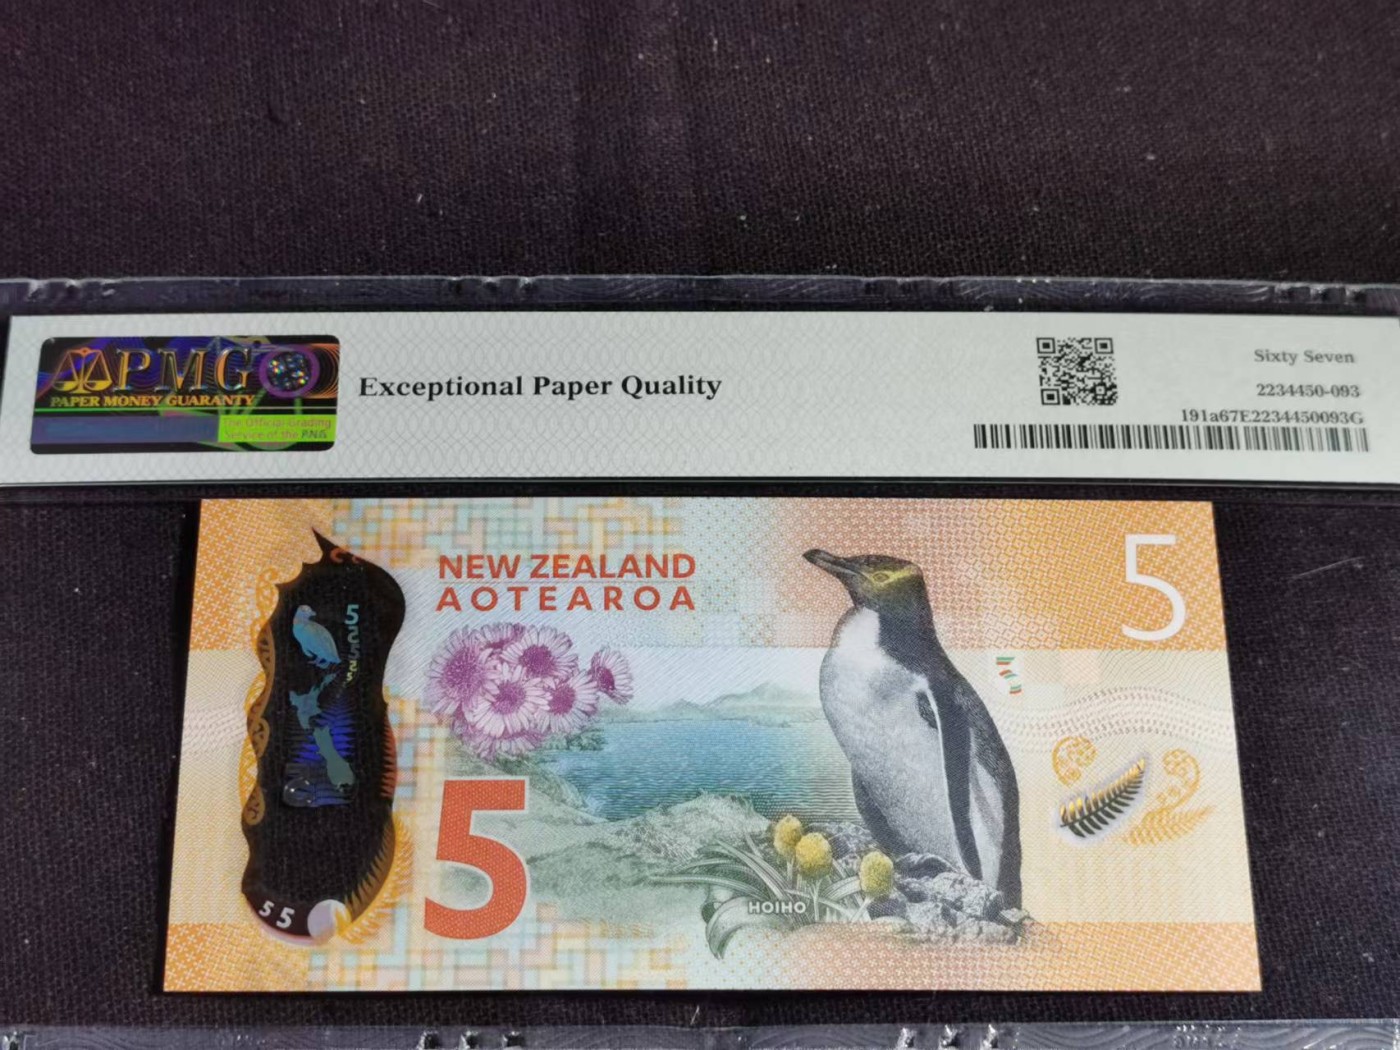 PMG
PAPER MONEY GUARANTY
The Official Grading
Service of the P.N.G.
Exceptional Paper Quality
Sixty Seven
2234450-093
191a67E2234450093G
NEW ZEALAND
AOTEAROA
5
5
5
HOIHO
5 5